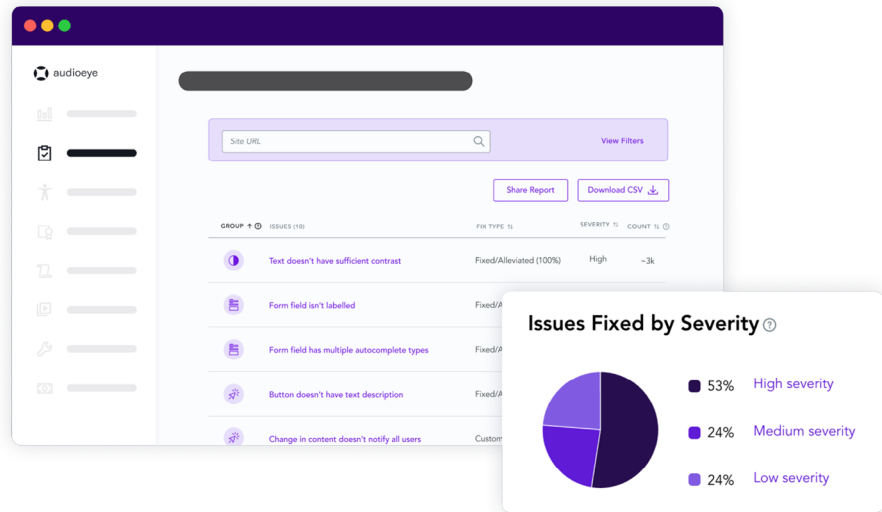 audioeye
Site URL
View Filters
Share Report
Download CSV
GROUP ISSUES (10) FIX TYPE SEVERITY COUNT
Text doesn't have sufficient contrast Fixed/Alleviated (100%) High ~3k
Form field isn't labelled Fixed/A
Form field has multiple autocomplete types Fixed/A
Button doesn't have text description Fixed/A
Change in content doesn't notify all users Custom
Issues Fixed by Severity
53% High severity
24% Medium severity
24% Low severity